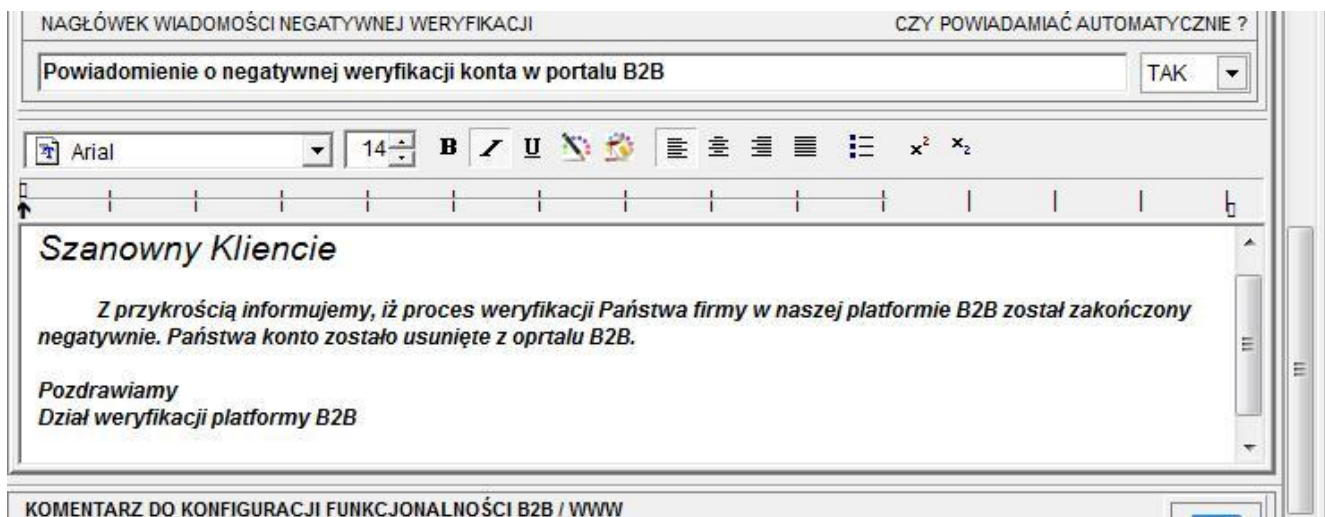 NAGŁÓWEK WIADOMOŚCI NEGATYWNEJ WERYFIKACJI CZY POWIADAMIAĆ AUTOMATYCZNIE ?
Powiadomienie o negatywnej weryfikacji konta w portalu B2B TAK
Arial 14 B I U x² x₂
Szanowny Kliencie
Z przykrością informujemy, iż proces weryfikacji Państwa firmy w naszej platformie B2B został zakończony
negatywnie. Państwa konto zostało usunięte z oprtalu B2B.
Pozdrawiamy
Dział weryfikacji platformy B2B
KOMENTARZ DO KONFIGURACJI FUNKCJONALNOŚCI B2B / WWW